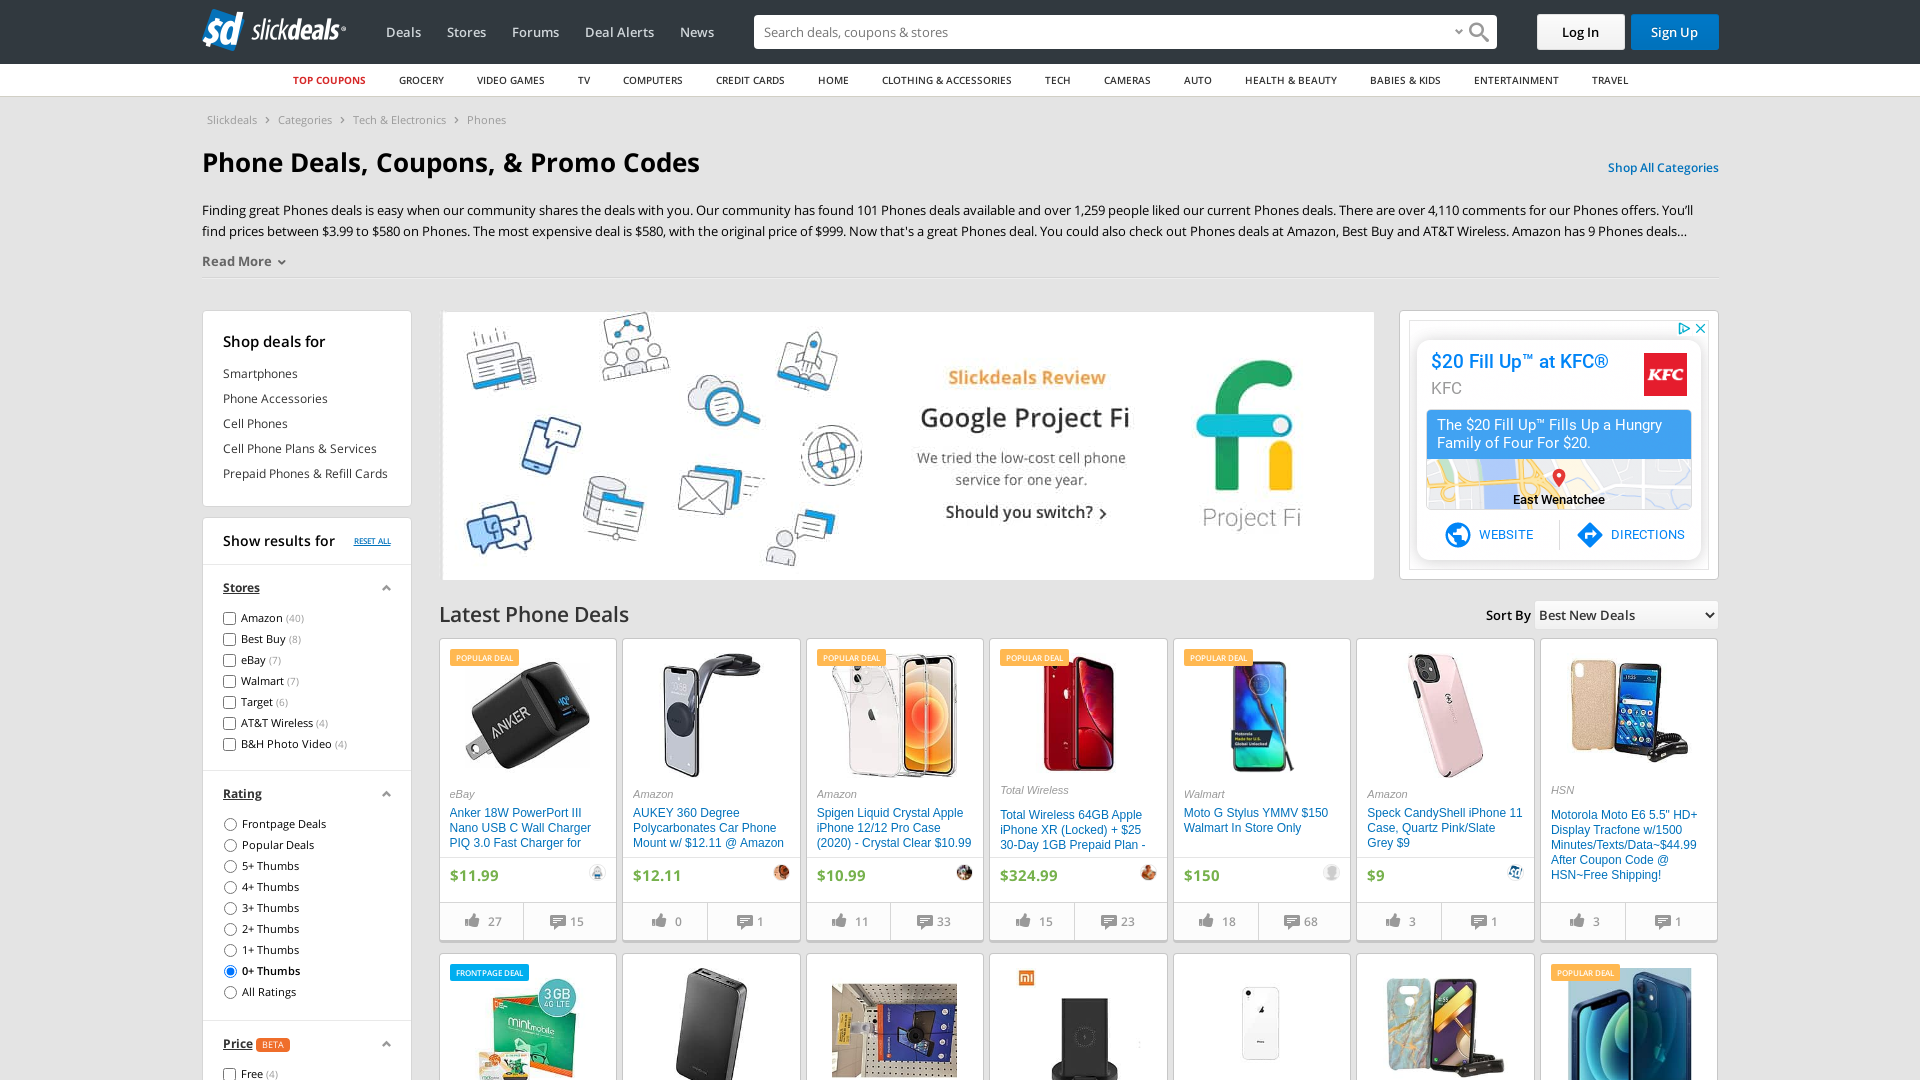 slickdeals
Deals
Stores
Forums
Deal Alerts
News
Search deals, coupons & stores
Log In
Sign Up
TOP COUPONS
GROCERY
VIDEO GAMES
TV
COMPUTERS
CREDIT CARDS
HOME
CLOTHING & ACCESSORIES
TECH
CAMERAS
AUTO
HEALTH & BEAUTY
BABIES & KIDS
ENTERTAINMENT
TRAVEL
Slickdeals
Categories
Tech & Electronics
Phones
Phone Deals, Coupons, & Promo Codes
Shop All Categories
Finding great Phones deals is easy when our community shares the deals with you. Our community has found 101 Phones deals available and over 1,259 people liked our current Phones deals. There are over 4,110 comments for our Phones offers. You’ll
find prices between $3.99 to $580 on Phones. The most expensive deal is $580, with the original price of $999. Now that's a great Phones deal. You could also check out Phones deals at Amazon, Best Buy and AT&T Wireless. Amazon has 9 Phones deals...
Read More
Shop deals for
Smartphones
Phone Accessories
Cell Phones
Cell Phone Plans & Services
Prepaid Phones & Refill Cards
Show results for
RESET ALL
Stores
Amazon (40)
Best Buy (8)
eBay (7)
Walmart (7)
Target (6)
AT&T Wireless (4)
B&H Photo Video (4)
Rating
Frontpage Deals
Popular Deals
5+ Thumbs
4+ Thumbs
3+ Thumbs
2+ Thumbs
1+ Thumbs
0+ Thumbs
All Ratings
Price BETA
Free (4)
Slickdeals Review
Google Project Fi
We tried the low-cost cell phone
service for one year.
Should you switch?
Project Fi
$20 Fill Up™ at KFC®
KFC
KFC
The $20 Fill Up™ Fills Up a Hungry
Family of Four For $20.
East Wenatchee
WEBSITE
DIRECTIONS
Latest Phone Deals
Sort By
Best New Deals
POPULAR DEAL
ANKER
eBay
Anker 18W PowerPort III
Nano USB C Wall Charger
PIQ 3.0 Fast Charger for
$11.99
27
15
Amazon
AUKEY 360 Degree
Polycarbonates Car Phone
Mount w/ $12.11 @ Amazon
$12.11
0
1
POPULAR DEAL
Amazon
Spigen Liquid Crystal Apple
iPhone 12/12 Pro Case
(2020) - Crystal Clear $10.99
$10.99
11
33
POPULAR DEAL
Total Wireless
Total Wireless 64GB Apple
iPhone XR (Locked) + $25
30-Day 1GB Prepaid Plan -
$324.99
15
23
POPULAR DEAL
Motorola
Made for U.S.
Global Unlocked
Walmart
Moto G Stylus YMMV $150
Walmart In Store Only
$150
18
68
Amazon
Speck CandyShell iPhone 11
Case, Quartz Pink/Slate
Grey $9
$9
3
1
HSN
Motorola Moto E6 5.5" HD+
Display Tracfone w/1500
Minutes/Texts/Data~$44.99
After Coupon Code @
HSN~Free Shipping!
3
1
FRONTPAGE DEAL
3GB
4G LTE
mintmobile
POPULAR DEAL